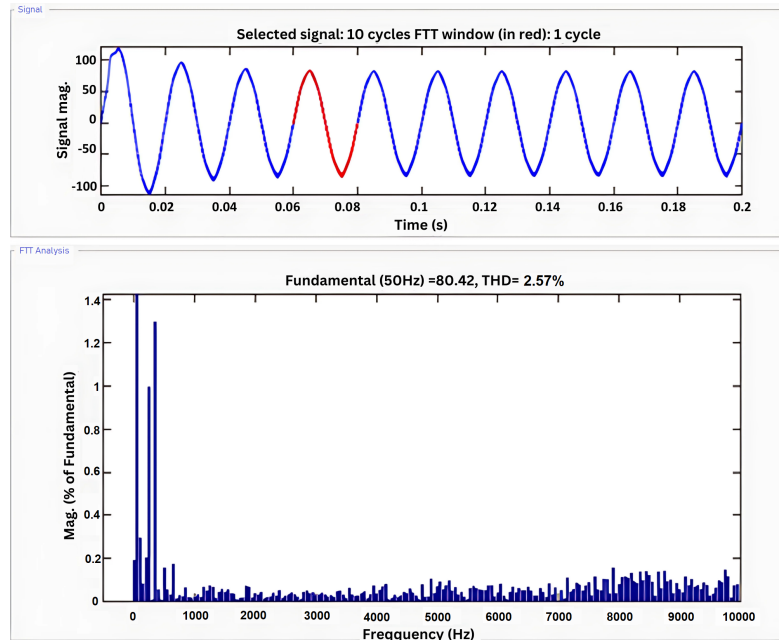 Signal
Selected signal: 10 cycles FTT window (in red): 1 cycle
100
50
0
-50
-100
Signal mag.
0 0.02 0.04 0.06 0.08 0.1 0.12 0.14 0.16 0.18 0.2
Time (s)
FTT Analysis
Fundamental (50Hz) =80.42, THD= 2.57%
1.4
1.2
1
0.8
0.6
0.4
0.2
0
Mag. (% of Fundamental)
0 1000 2000 3000 4000 5000 6000 7000 8000 9000 10000
Freqquency (Hz)